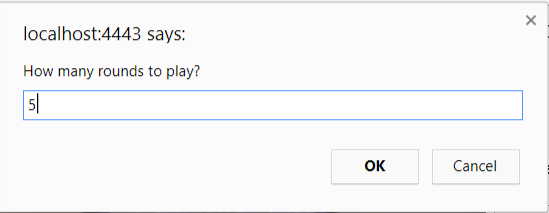 localhost:4443 says:
How many rounds to play?
5
OK
Cancel